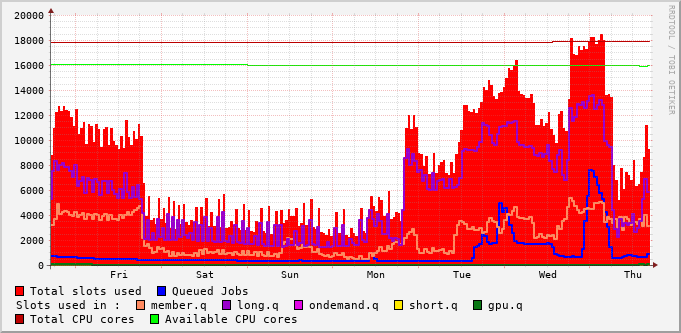 20000
18000
16000
14000
12000
10000
8000
6000
4000
2000
0
Fri Sat Sun Mon Tue Wed Thu
RRDTOOL / TOBI OETIKER
Total slots used Queued Jobs
Slots used in : member.q long.q ondemand.q short.q gpu.q
Total CPU cores Available CPU cores